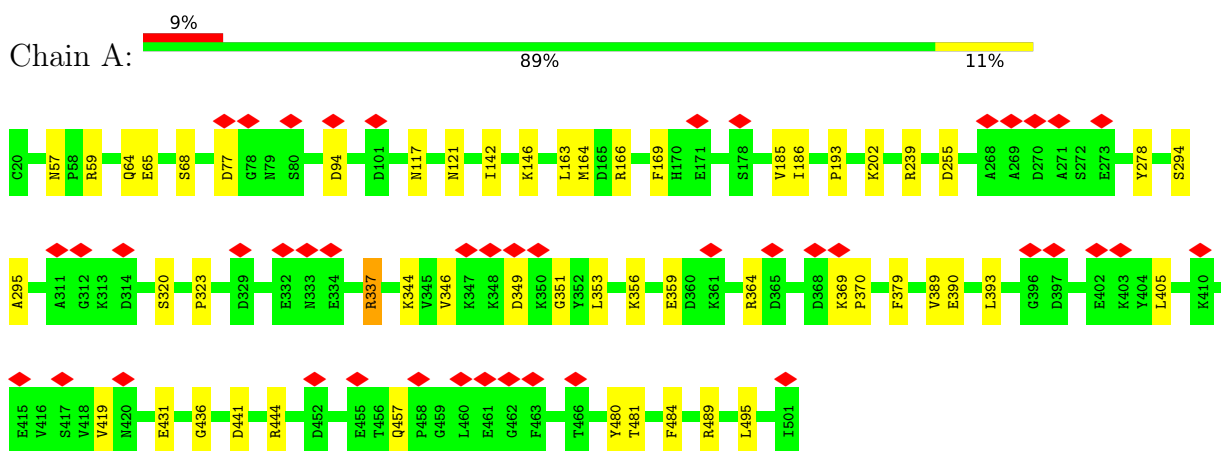 9%
Chain A:
89% 11%
C20 N57 P58 R59 Q64 E65 S68 D77 G78 N79 S80 D94 D101 N117 N121 I142 K146 L163 M164 D165 R166 F169 H170 E171 S178 V185 I186 P193 K202 R239 D255 A268 A269 D270 A271 S272 E273 Y278 S294
A295 A311 G312 K313 D314 S320 P323 D329 E332 N333 E334 R337 K344 V345 V346 K347 K348 D349 K350 G351 Y352 L353 K356 E359 D360 K361 R364 D365 D368 K369 P370 F379 V389 E390 L393 G396 D397 E402 K403 Y404 L405 K410
E415 V416 S417 V418 V419 N420 E431 G436 D441 R444 D452 E455 T456 Q457 P458 G459 L460 E461 G462 F463 T466 Y480 T481 F484 R489 L495 I501